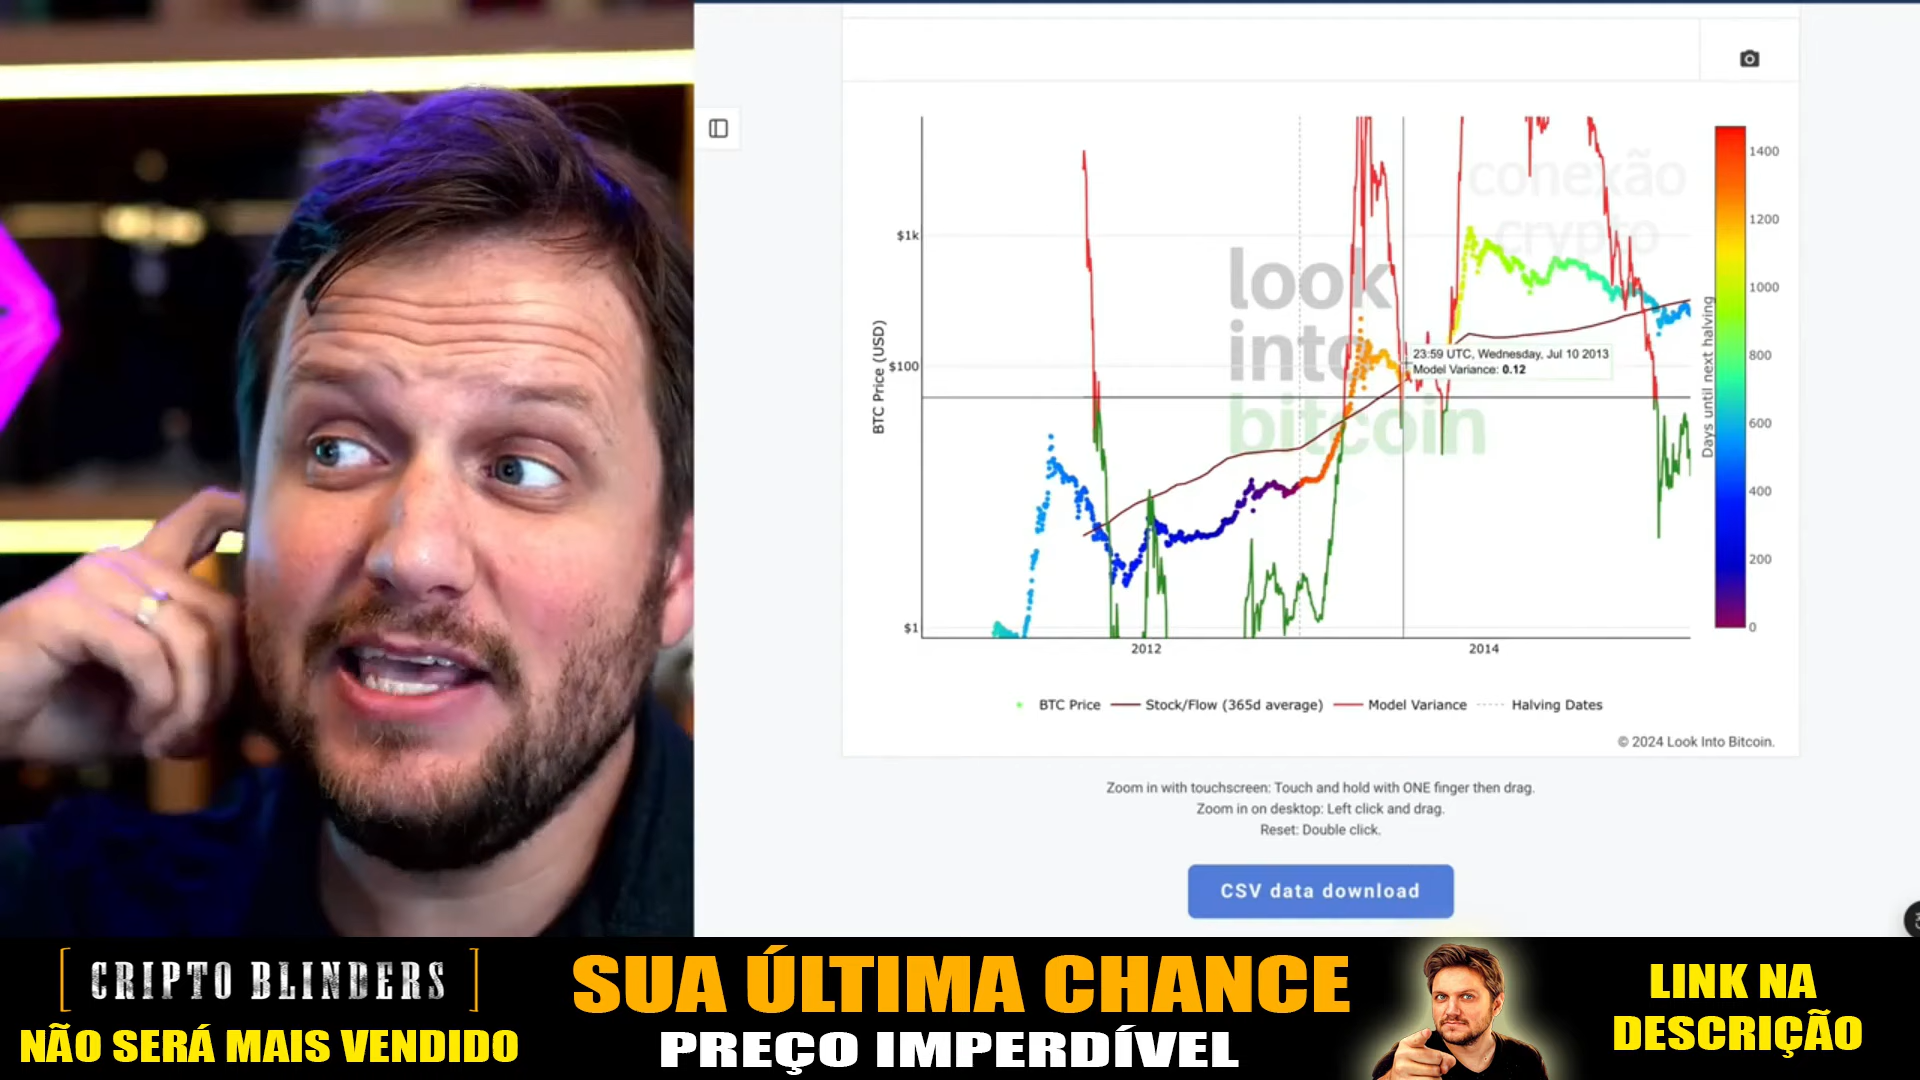 conexão
crypto
look
into
bitcoin
BTC Price (USD)
$1k
$100
$1
23:59 UTC, Wednesday, Jul 10 2013
Model Variance: 0.12
2012
2014
1400
1200
1000
800
600
400
200
0
Days until next halving
BTC Price
Stock/Flow (365d average)
Model Variance
Halving Dates
© 2024 Look Into Bitcoin.
Zoom in with touchscreen: Touch and hold with ONE finger then drag.
Zoom in on desktop: Left click and drag.
Reset: Double click.
CSV data download
[ CRIPTO BLINDERS ]
NÃO SERÁ MAIS VENDIDO
SUA ÚLTIMA CHANCE
PREÇO IMPERDÍVEL
LINK NA
DESCRIÇÃO